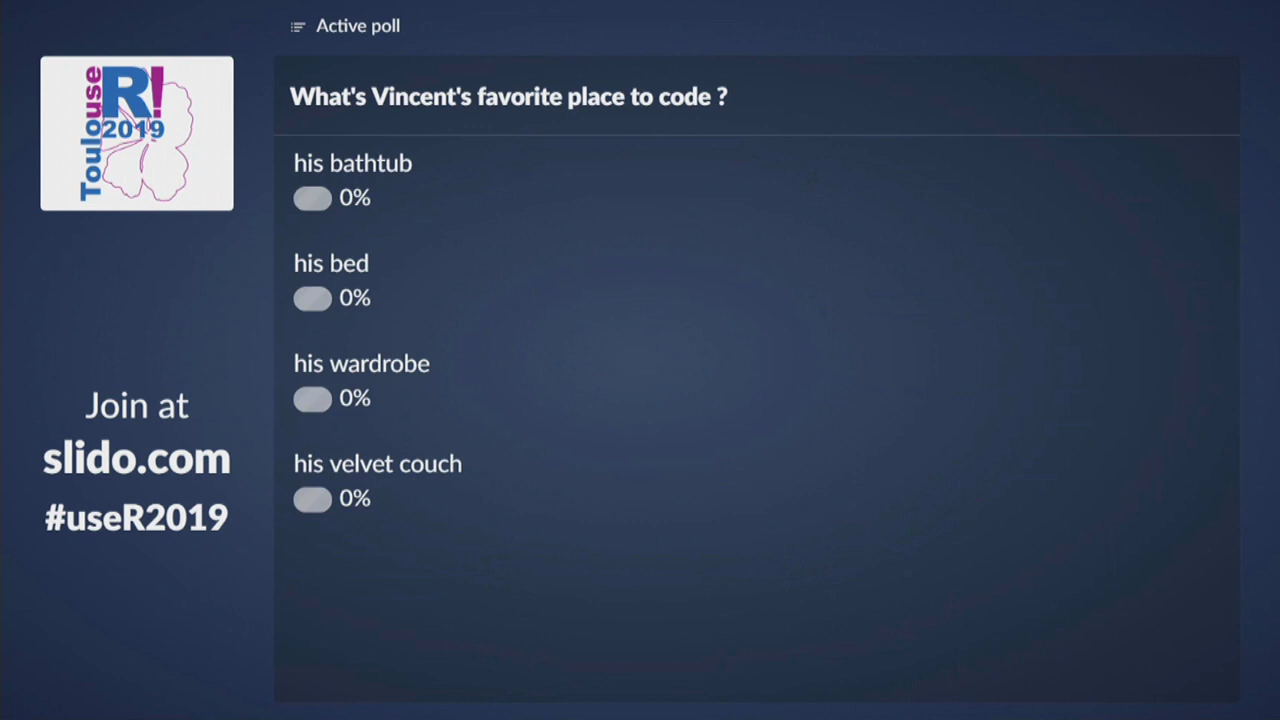 Active poll
Toulouse
R!
2019
What's Vincent's favorite place to code ?
his bathtub
0%
his bed
0%
his wardrobe
0%
his velvet couch
0%
Join at
slido.com
#useR2019